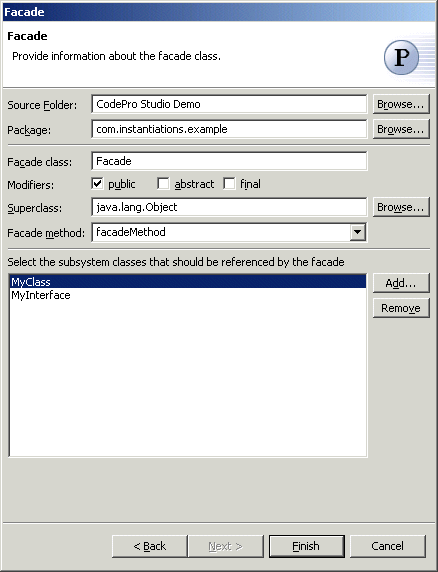 Facade
Facade
Provide information about the facade class.
P
Source Folder: CodePro Studio Demo Browse...
Package: com.instantiations.example Browse...
Façade class: Facade
Modifiers: public abstract final
Superclass: java.lang.Object Browse...
Facade method: facadeMethod
Select the subsystem classes that should be referenced by the facade
MyClass Add...
MyInterface Remove
< Back Next > Finish Cancel